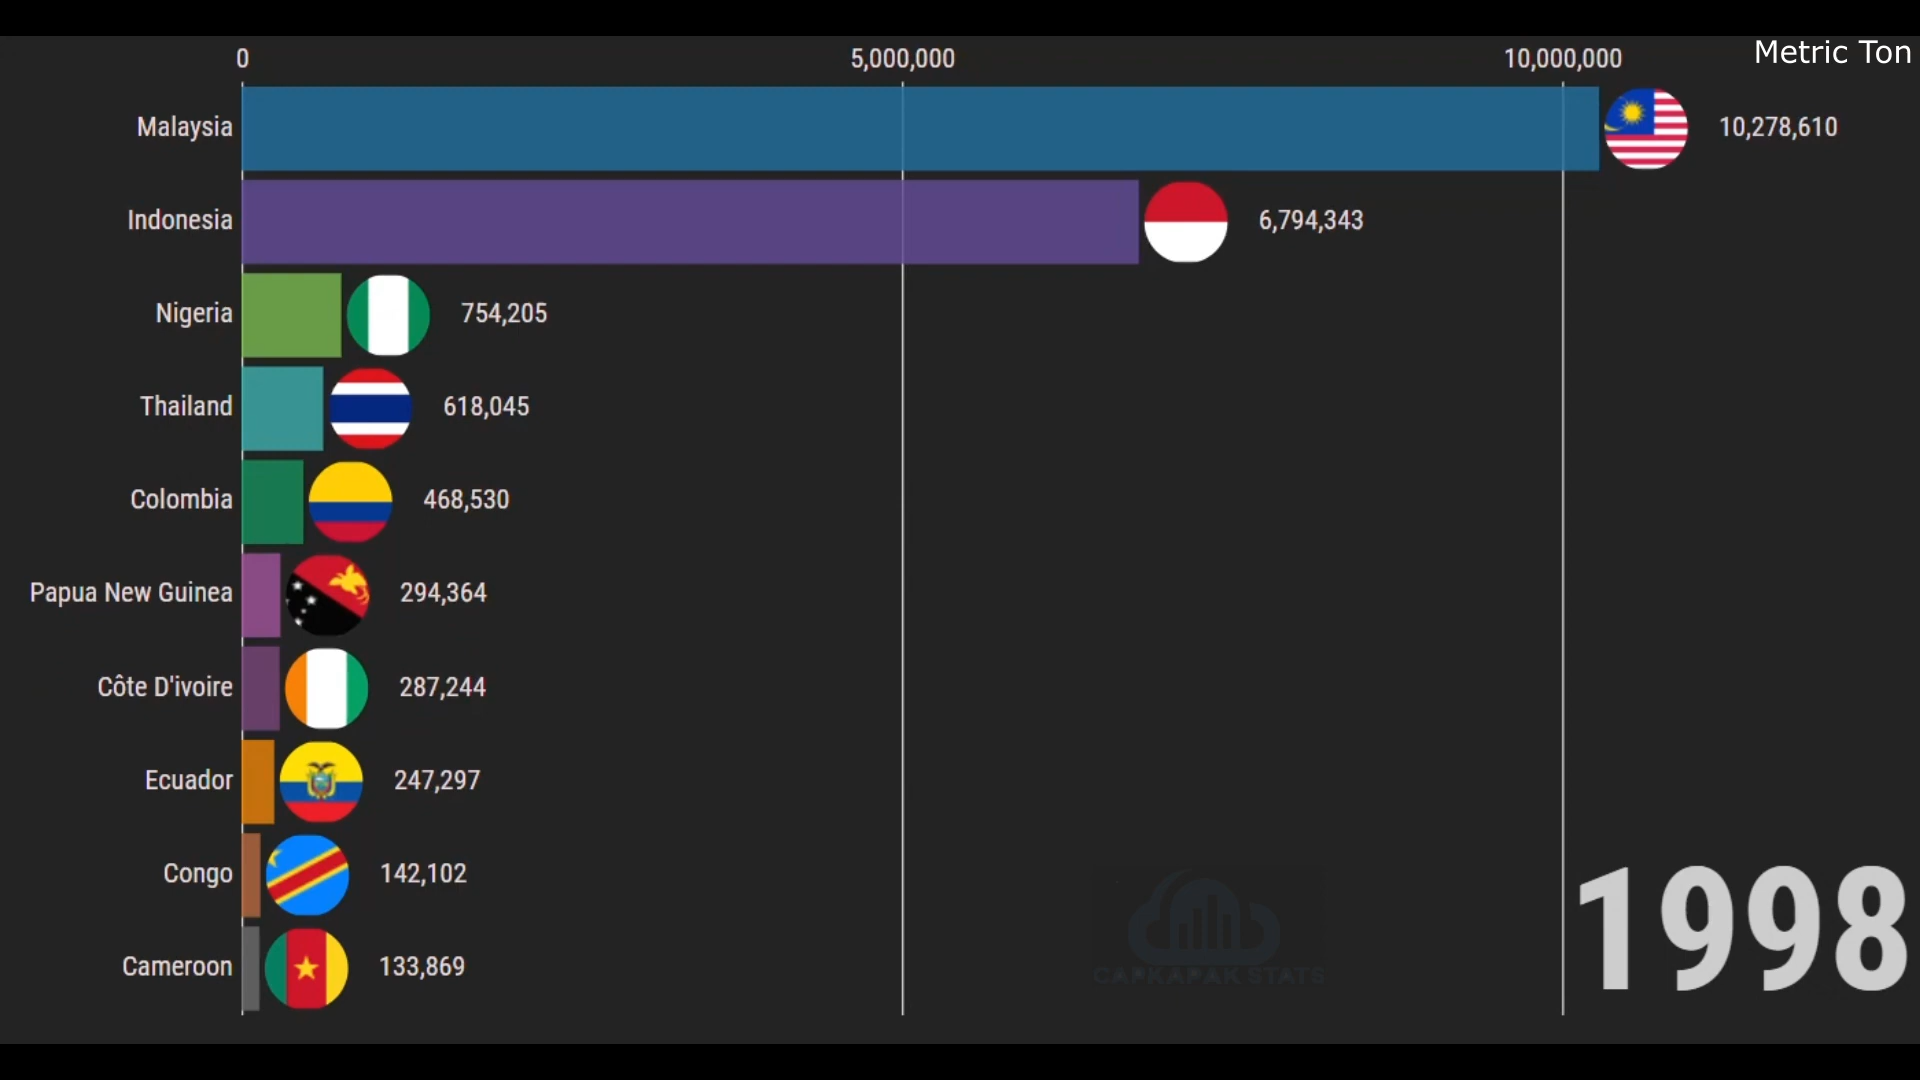 0 5,000,000 10,000,000 Metric Ton
Malaysia 10,278,610
Indonesia 6,794,343
Nigeria 754,205
Thailand 618,045
Colombia 468,530
Papua New Guinea 294,364
Côte D'ivoire 287,244
Ecuador 247,297
Congo 142,102
Cameroon 133,869
CAPKAPAK STATS
1998